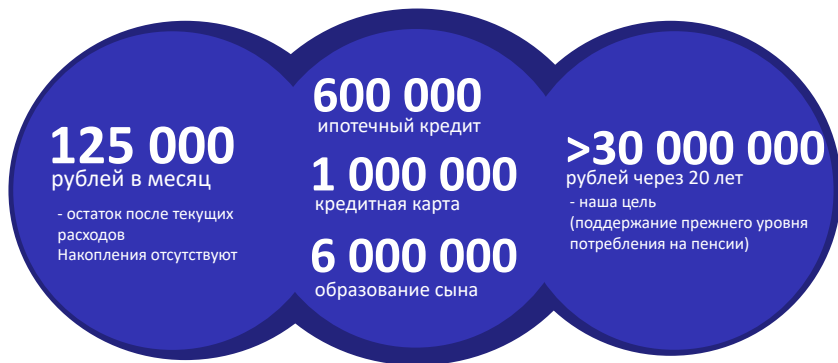 125 000
рублей в месяц
- остаток после текущих
расходов
Накопления отсутствуют
600 000
ипотечный кредит
1 000 000
кредитная карта
6 000 000
образование сына
>30 000 000
рублей через 20 лет
- наша цель
(поддержание прежнего уровня
потребления на пенсии)